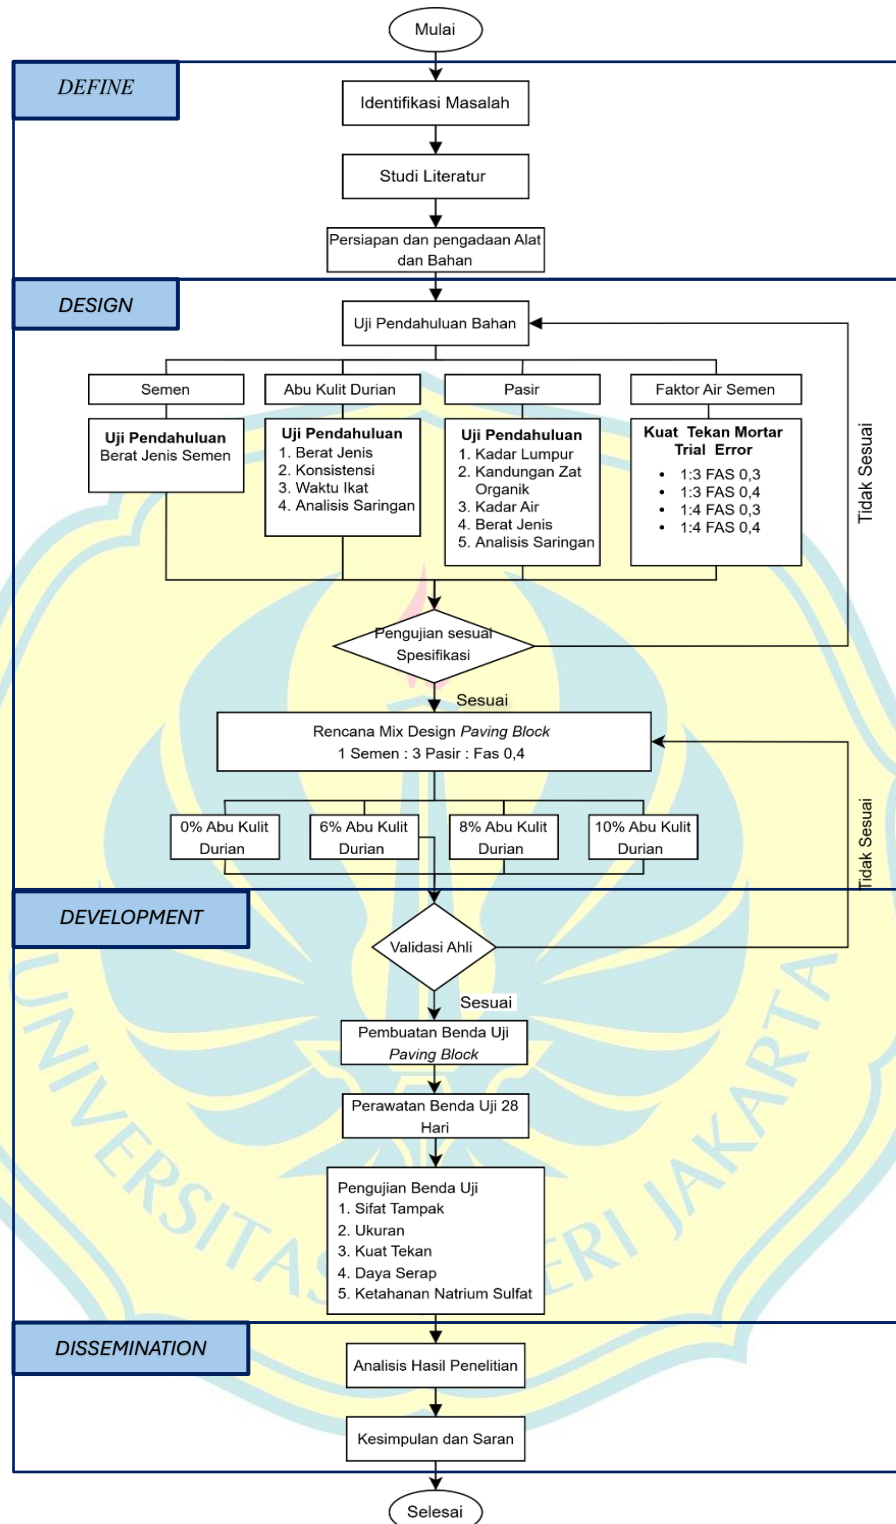 Mulai
DEFINE
Identifikasi Masalah
Studi Literatur
Persiapan dan pengadaan Alat
dan Bahan
DESIGN
Uji Pendahuluan Bahan
Semen
Abu Kulit Durian
Pasir
Faktor Air Semen
Uji Pendahuluan
Berat Jenis Semen
Uji Pendahuluan
1. Berat Jenis
2. Konsistensi
3. Waktu Ikat
4. Analisis Saringan
Uji Pendahuluan
1. Kadar Lumpur
2. Kandungan Zat
Organik
3. Kadar Air
4. Berat Jenis
5. Analisis Saringan
Kuat Tekan Mortar
Trial Error
• 1:3 FAS 0,3
• 1:3 FAS 0,4
• 1:4 FAS 0,3
• 1:4 FAS 0,4
Tidak Sesuai
Pengujian sesuai
Spesifikasi
Sesuai
Rencana Mix Design Paving Block
1 Semen : 3 Pasir : Fas 0,4
0% Abu Kulit
Durian
6% Abu Kulit
Durian
8% Abu Kulit
Durian
10% Abu Kulit
Durian
Tidak Sesuai
DEVELOPMENT
Validasi Ahli
Sesuai
Pembuatan Benda Uji
Paving Block
Perawatan Benda Uji 28
Hari
Pengujian Benda Uji
1. Sifat Tampak
2. Ukuran
3. Kuat Tekan
4. Daya Serap
5. Ketahanan Natrium Sulfat
DISSEMINATION
Analisis Hasil Penelitian
Kesimpulan dan Saran
Selesai
UNIVERSITAS ERI JAKARTA